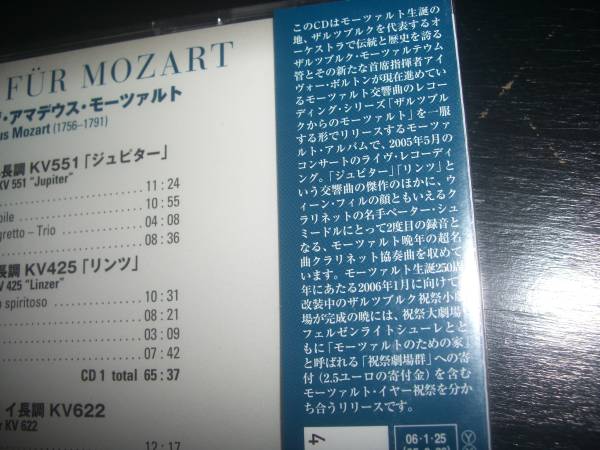 FÜR MOZART
・アマデウス・モーツァルト
us Mozart (1756–1791)
長調 KV551「ジュピター」
KV 551 "Jupiter"
11:24
bile 10:55
gretto – Trio 04:08
08:36
長調 KV425「リンツ」
KV 425 "Linzer"
spiritoso 10:31
08:21
03:09
07:42
CD 1 total 65:37
イ長調 KV622
KV 622
12:17
このCDはモーツァルト生誕の
地、ザルツブルクを代表するオ
ーケストラで伝統と歴史を誇る
ザルツブルク・モーツァルテウム
管とその新たな首席指揮者アイ
ヴォー・ボルトンが現在進めてい
るモーツァルト交響曲のレコー
ディング・シリーズ「ザルツブルク
からのモーツァルト」を一服
する形でリリースするモーツァ
ルト・アルバムで、2005年5月の
コンサートのライヴ・レコーディ
ング。「ジュピター」「リンツ」と
いう交響曲の傑作のほかに、ウ
ィーン・フィルの顔ともいえるク
ラリネットの名手ペーター・シュ
ミードルにとって2度目の録音と
なる、モーツァルト晩年の超名
曲クラリネット協奏曲を収めて
います。モーツァルト生誕250周
年にあたる2006年1月に向けて
改装中のザルツブルク祝祭小劇
場が完成の暁には、祝祭大劇場、
フェルゼンライトシューレとと
もに「モーツァルトのための家」
と呼ばれる「祝祭劇場群」への寄
付（2.5ユーロの寄付金）を含む
モーツァルト・イヤー祝祭を分か
ち合うリリースです。
4
06・1・25
Y